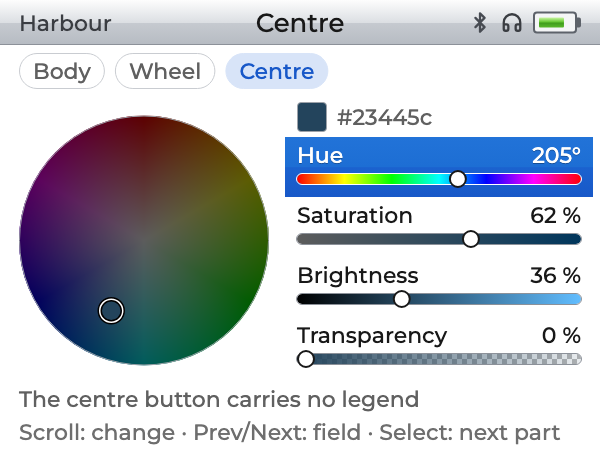 Harbour
Centre
Body Wheel Centre
#23445c
Hue 205°
Saturation 62 %
Brightness 36 %
Transparency 0 %
The centre button carries no legend
Scroll: change · Prev/Next: field · Select: next part